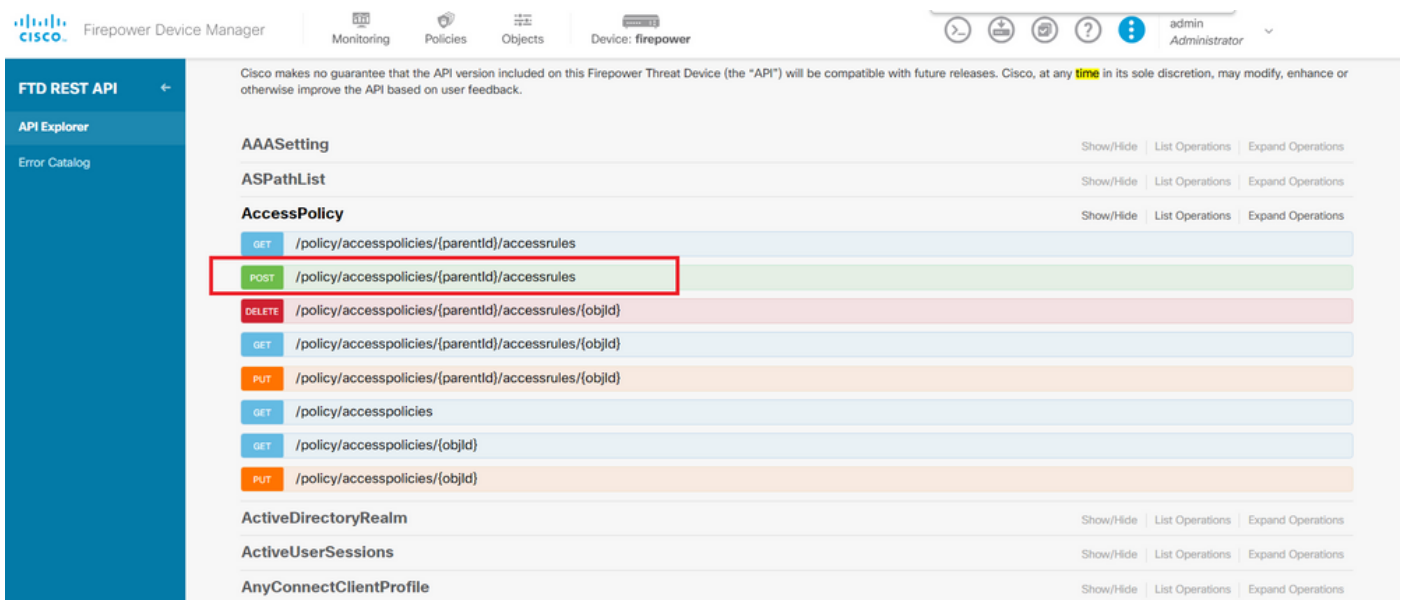 CISCO
Firepower Device Manager
Monitoring
Policies
Objects
Device: firepower
admin
Administrator
FTD REST API
API Explorer
Error Catalog
Cisco makes no guarantee that the API version included on this Firepower Threat Device (the “API”) will be compatible with future releases. Cisco, at any time in its sole discretion, may modify, enhance or
otherwise improve the API based on user feedback.
AAASetting Show/Hide List Operations Expand Operations
ASPathList Show/Hide List Operations Expand Operations
AccessPolicy Show/Hide List Operations Expand Operations
GET /policy/accesspolicies/{parentId}/accessrules
POST /policy/accesspolicies/{parentId}/accessrules
DELETE /policy/accesspolicies/{parentId}/accessrules/{objId}
GET /policy/accesspolicies/{parentId}/accessrules/{objId}
PUT /policy/accesspolicies/{parentId}/accessrules/{objId}
GET /policy/accesspolicies
GET /policy/accesspolicies/{objId}
PUT /policy/accesspolicies/{objId}
ActiveDirectoryRealm Show/Hide List Operations Expand Operations
ActiveUserSessions Show/Hide List Operations Expand Operations
AnyConnectClientProfile Show/Hide List Operations Expand Operations